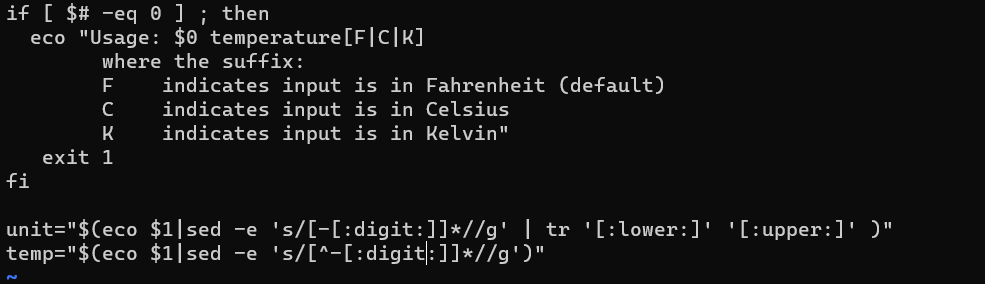 if [ $# -eq 0 ] ; then
  eco "Usage: $0 temperature[F|C|K]
        where the suffix:
        F    indicates input is in Fahrenheit (default)
        C    indicates input is in Celsius
        K    indicates input is in Kelvin"
   exit 1
fi

unit="$(eco $1|sed -e 's/[-[:digit:]]*//g' | tr '[:lower:]' '[:upper:]' )"
temp="$(eco $1|sed -e 's/[^-[:digit:]]*//g')"
~